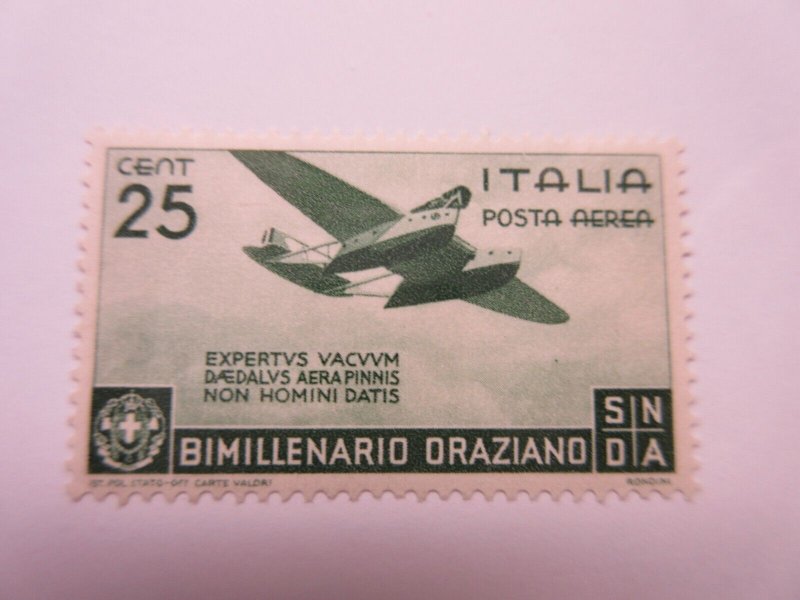 CENT
25
ITALIA
POSTA AEREA
EXPERTVS VACVVM
DÆDALVS AERA PINNIS
NON HOMINI DATIS
BIMILLENARIO ORAZIANO
S N
D A
IST. POL. STATO-OFF. CARTE VALORI
RONDINI